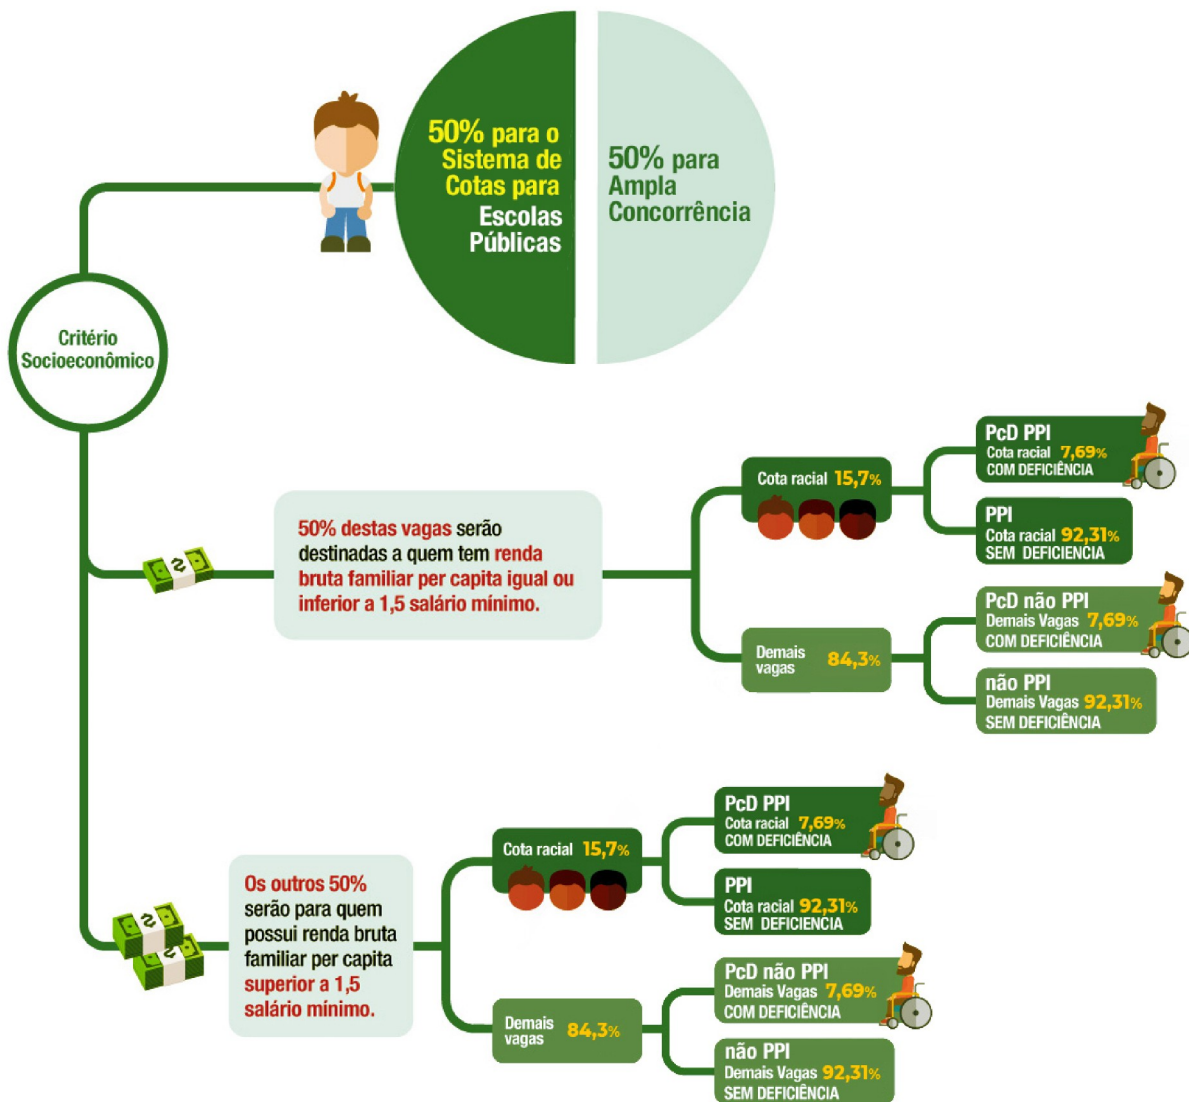 50% para o
Sistema de
Cotas para
Escolas
Públicas
50% para
Ampla
Concorrência
Critério
Socioeconômico
50% destas vagas serão
destinadas a quem tem renda
bruta familiar per capita igual ou
inferior a 1,5 salário mínimo.
Cota racial 15,7%
PcD PPI
Cota racial 7,69%
COM DEFICIÊNCIA
PPI
Cota racial 92,31%
SEM DEFICIENCIA
Demais
vagas 84,3%
PcD não PPI
Demais Vagas 7,69%
COM DEFICIÊNCIA
não PPI
Demais Vagas 92,31%
SEM DEFICIÊNCIA
Os outros 50%
serão para quem
possui renda bruta
familiar per capita
superior a 1,5
salário mínimo.
Cota racial 15,7%
PcD PPI
Cota racial 7,69%
COM DEFICIÊNCIA
PPI
Cota racial 92,31%
SEM DEFICIENCIA
Demais
vagas 84,3%
PcD não PPI
Demais Vagas 7,69%
COM DEFICIÊNCIA
não PPI
Demais Vagas 92,31%
SEM DEFICIÊNCIA